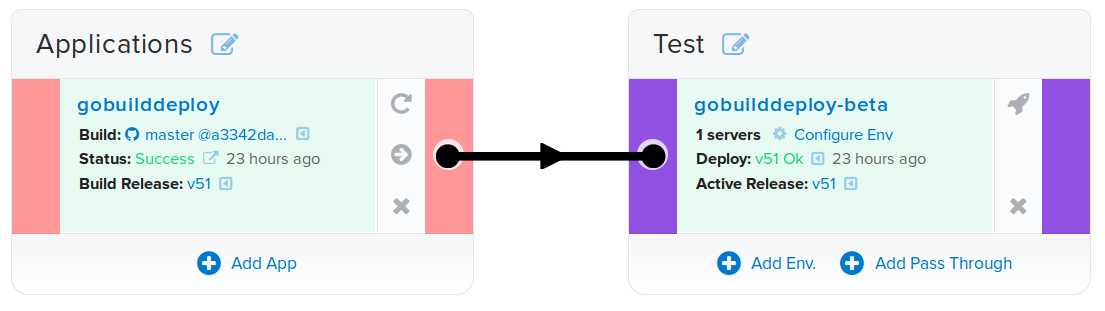 Applications
gobuilddeploy
Build: master @a3342da...
Status: Success 23 hours ago
Build Release: v51
Add App
Test
gobuilddeploy-beta
1 servers Configure Env
Deploy: v51 Ok 23 hours ago
Active Release: v51
Add Env. Add Pass Through